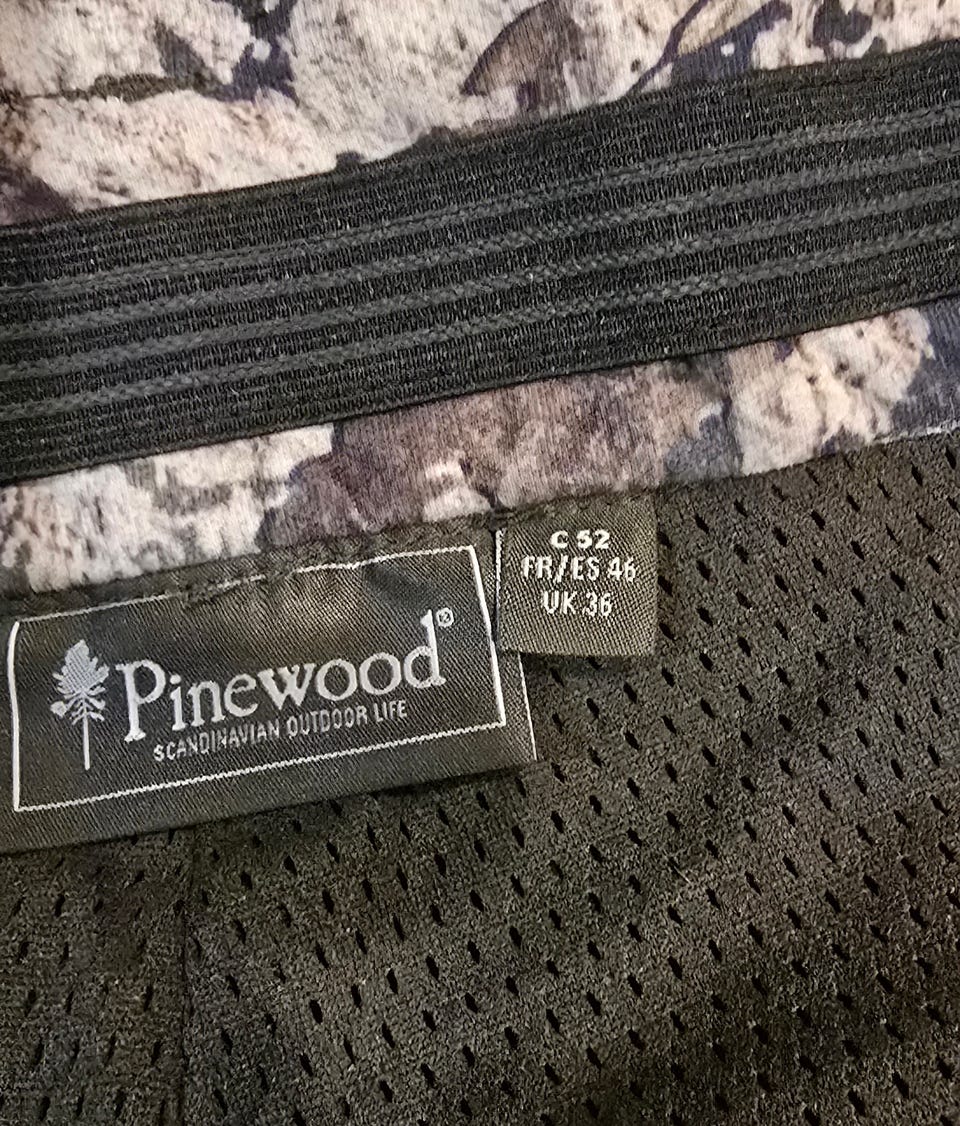 C 52
FR/ES 46
UK 36
Pinewood®
SCANDINAVIAN OUTDOOR LIFE